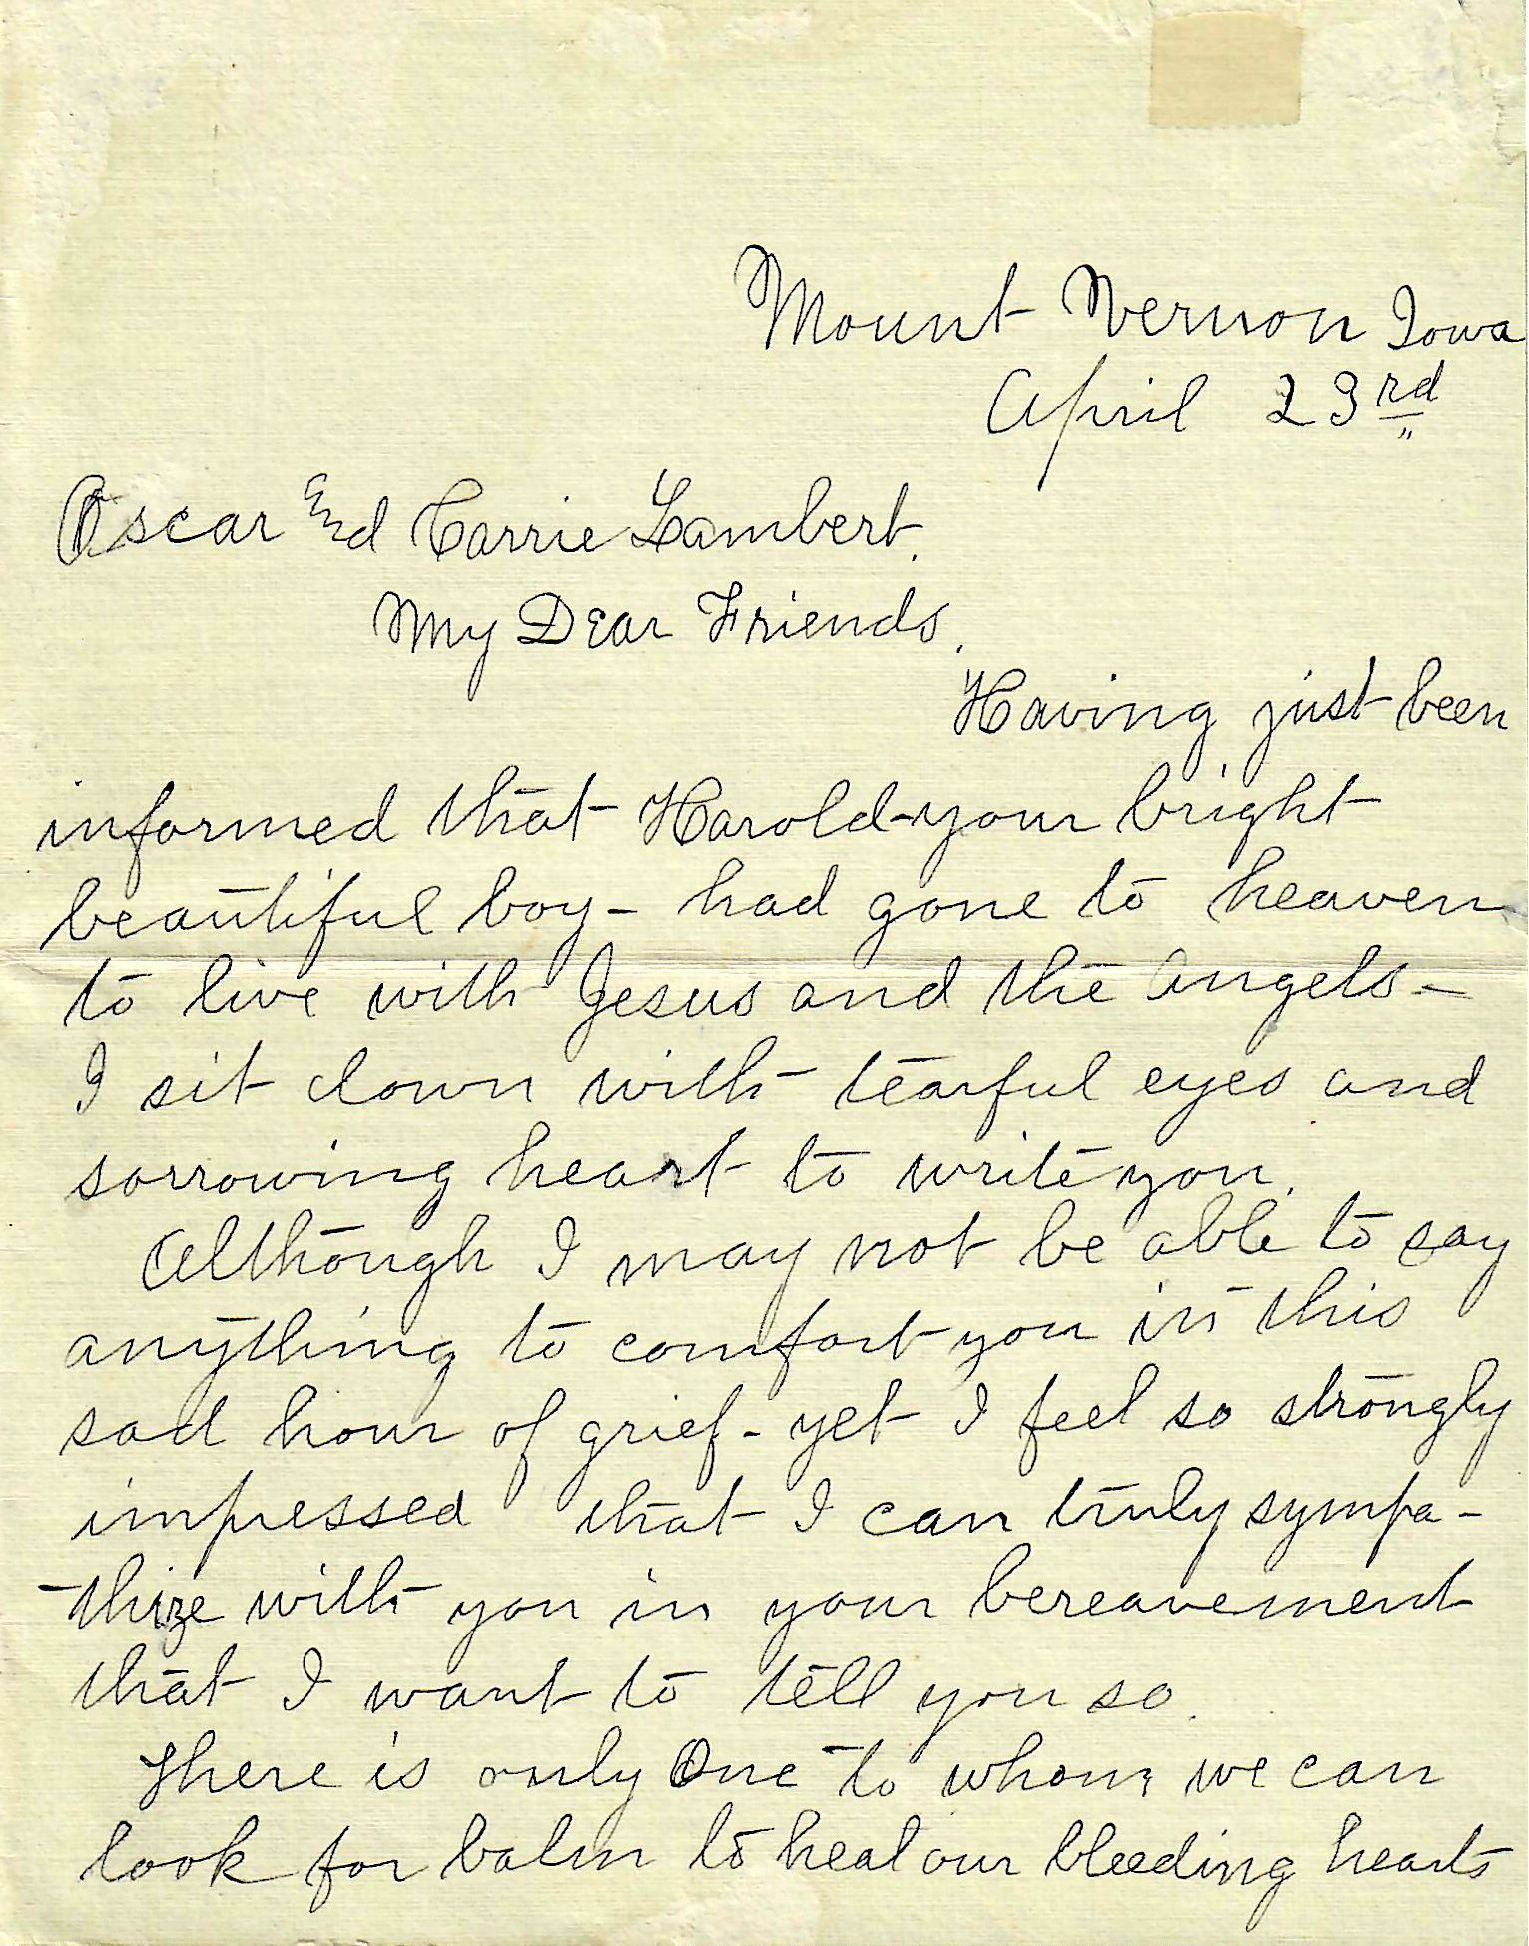 Mount Vernon Iowa
April 23rd
Oscar and Carrie Lambert.
My Dear Friends.
Having just been
informed that Harold-your bright
beautiful boy- had gone to heaven
to live with Jesus and the angels-
I sit down with tearful eyes and
sorrowing heart to write you.
Although I may not be able to say
anything to comfort you in this
sad hour of grief- yet I feel so strongly
impressed that I can truly sympa-
-thize with you in your bereavement
that I want to tell you so.
There is only One to whom we can
look for balm to heal our bleeding hearts